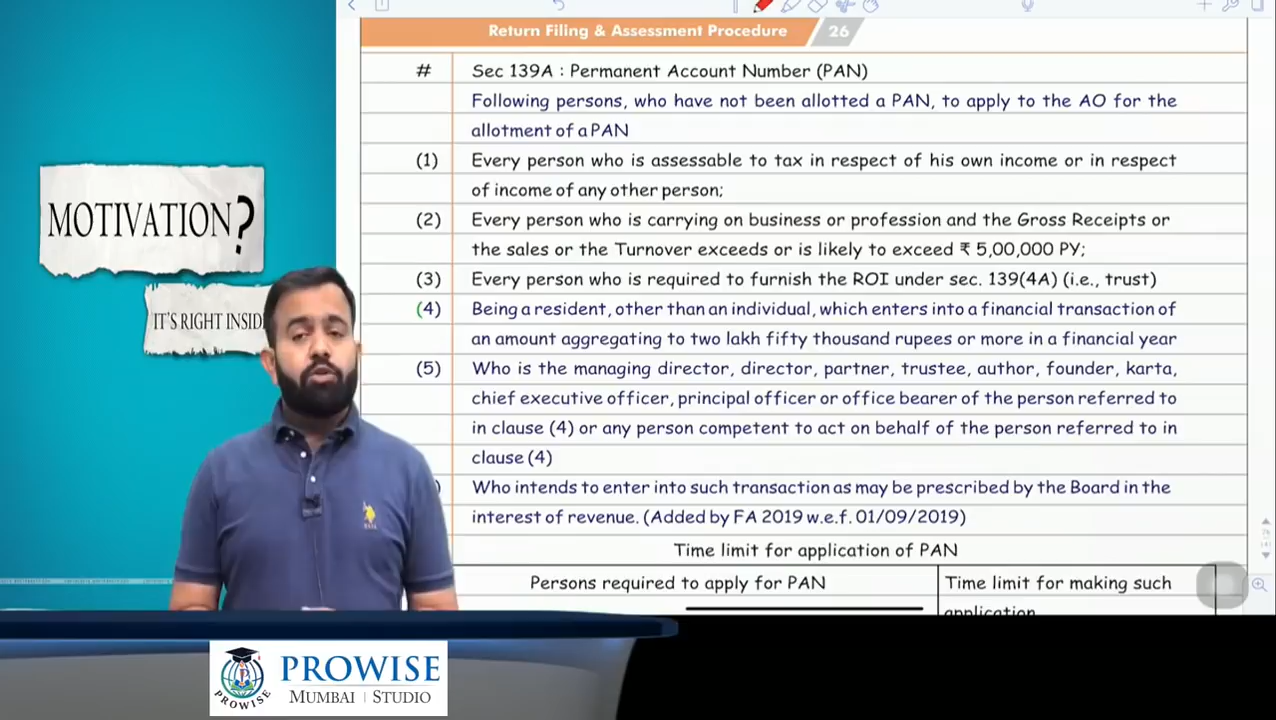 Return Filing & Assessment Procedure 26
# Sec 139A : Permanent Account Number (PAN)
Following persons, who have not been allotted a PAN, to apply to the AO for the
allotment of a PAN
(1) Every person who is assessable to tax in respect of his own income or in respect
of income of any other person;
(2) Every person who is carrying on business or profession and the Gross Receipts or
the sales or the Turnover exceeds or is likely to exceed ₹ 5,00,000 PY;
(3) Every person who is required to furnish the ROI under sec. 139(4A) (i.e., trust)
(4) Being a resident, other than an individual, which enters into a financial transaction of
an amount aggregating to two lakh fifty thousand rupees or more in a financial year
(5) Who is the managing director, director, partner, trustee, author, founder, karta,
chief executive officer, principal officer or office bearer of the person referred to
in clause (4) or any person competent to act on behalf of the person referred to in
clause (4)
) Who intends to enter into such transaction as may be prescribed by the Board in the
interest of revenue. (Added by FA 2019 w.e.f. 01/09/2019)
Time limit for application of PAN
Persons required to apply for PAN
Time limit for making such
application
MOTIVATION?
IT'S RIGHT INSID
PROWISE
PROWISE
MUMBAI | STUDIO